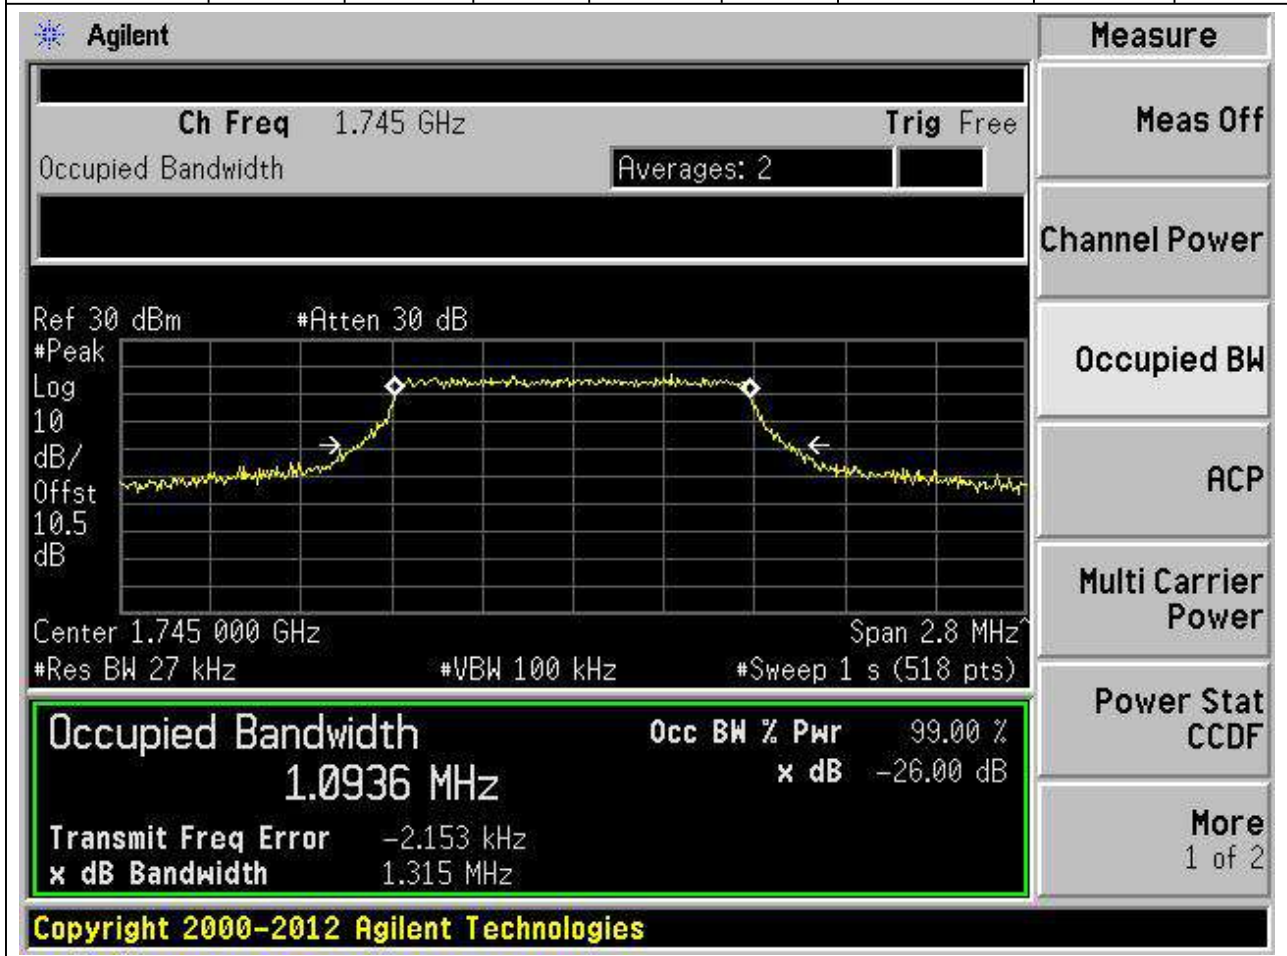 Agilent
Measure
Ch Freq 1.745 GHz
Trig Free
Meas Off
Occupied Bandwidth
Averages: 2
Channel Power
Ref 30 dBm
#Atten 30 dB
#Peak
Log
10
dB/
Offst
10.5
dB
Occupied BW
ACP
Multi Carrier
Power
Center 1.745 000 GHz
Span 2.8 MHz^
#Res BW 27 kHz
#VBW 100 kHz
#Sweep 1 s (518 pts)
Occupied Bandwidth
1.0936 MHz
Occ BW % Pwr 99.00 %
x dB -26.00 dB
Transmit Freq Error -2.153 kHz
x dB Bandwidth 1.315 MHz
Power Stat
CCDF
More
1 of 2
Copyright 2000-2012 Agilent Technologies